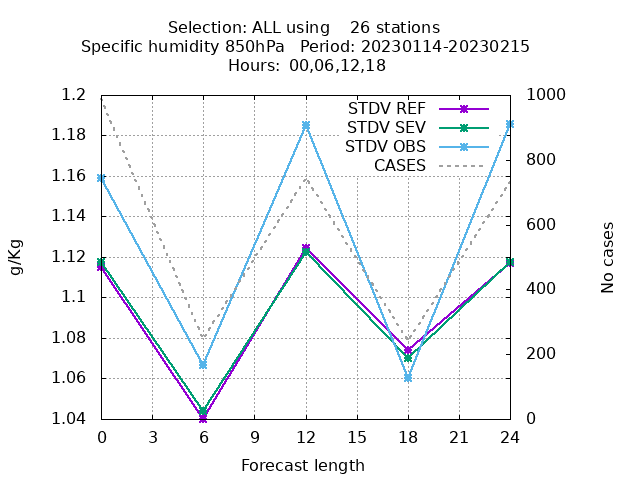 Selection: ALL using    26 stations
Specific humidity 850hPa   Period: 20230114-20230215
Hours: 00,06,12,18
STDV REF
STDV SEV
STDV OBS
CASES
1.2
1.18
1.16
1.14
1.12
1.1
1.08
1.06
1.04
g/Kg
1000
800
600
400
200
0
No cases
0 3 6 9 12 15 18 21 24
Forecast length